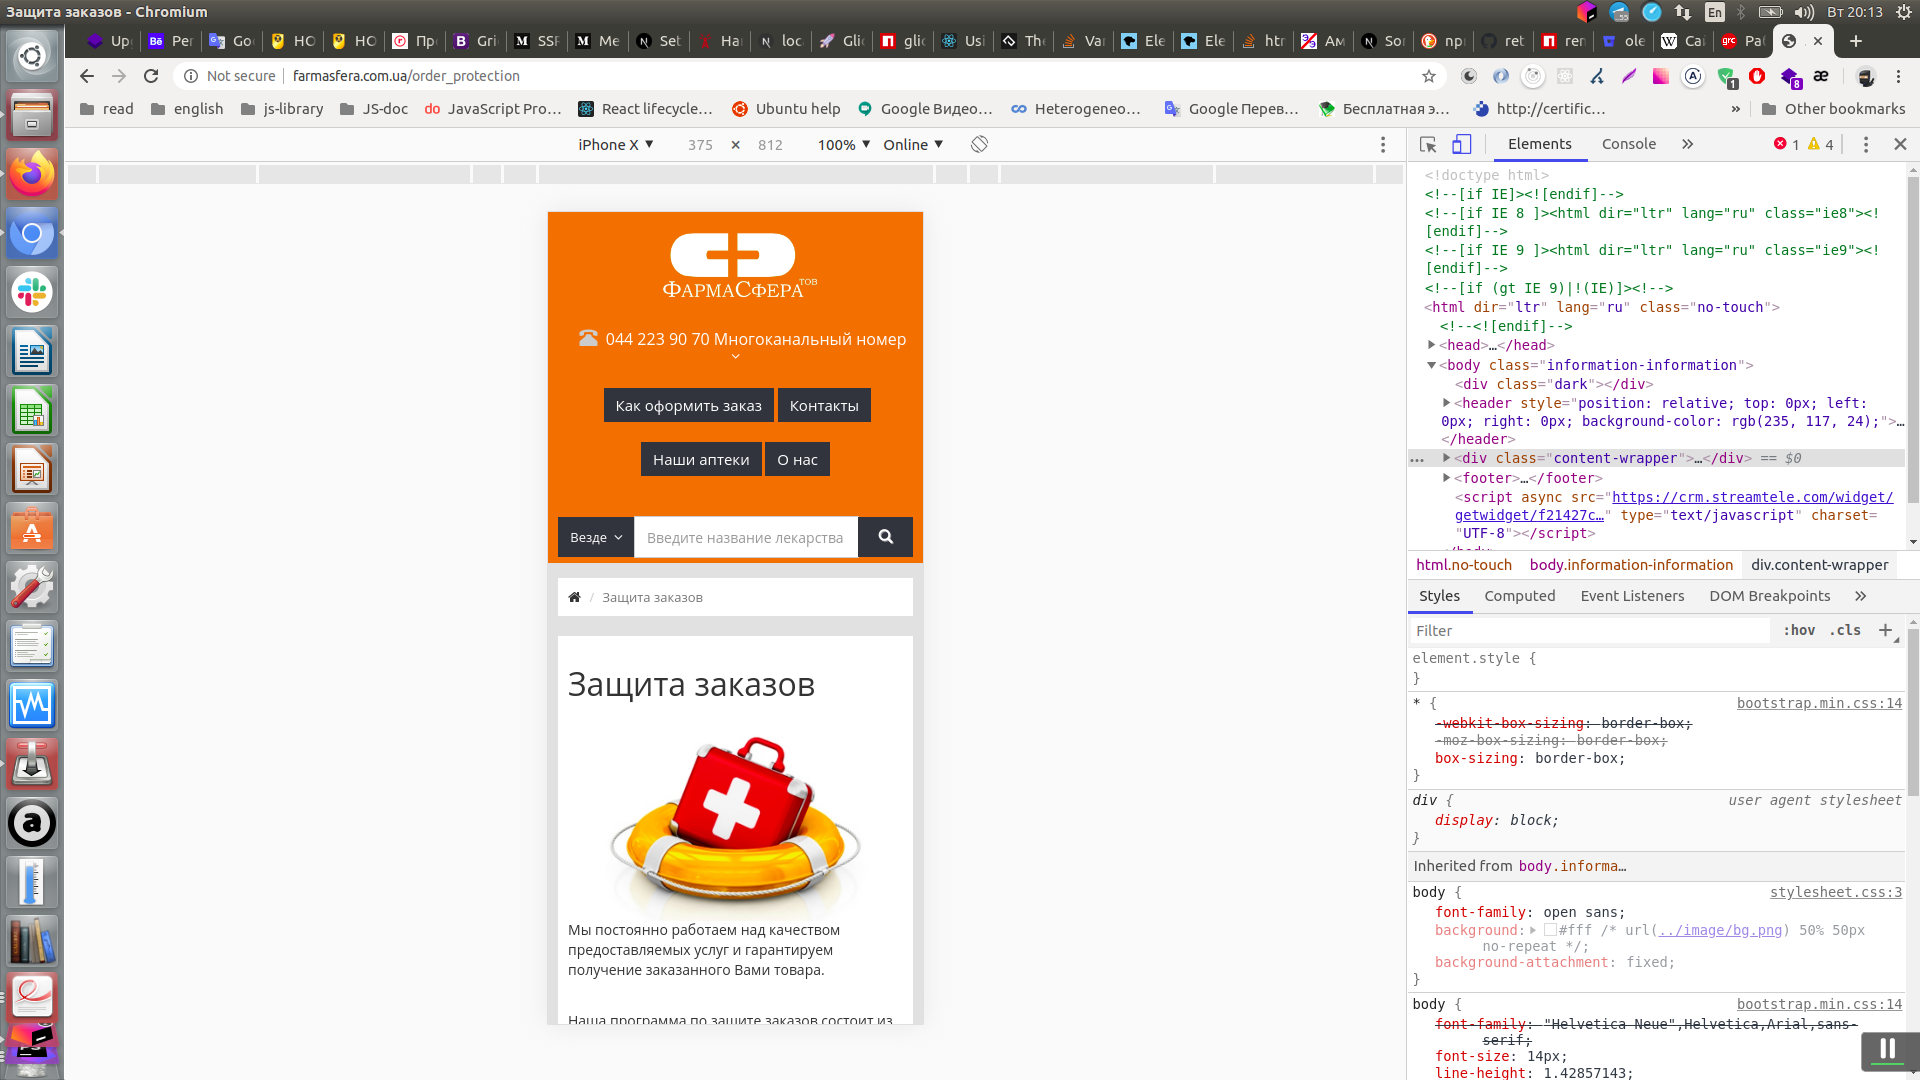 Защита заказов - Chromium
En
Вт 20:13
Up
Per
Goo
HO
HO
Пр
Gri
SSF
Me
Set
Ha
loc
Glic
glic
Usi
The
Var
Ele
Ele
htr
Ам
Sor
np
ret
ren
ole
Сай
Pa
Not secure
farmasfera.com.ua/order_protection
read
english
js-library
JS-doc
do JavaScript Pro…
React lifecycle…
Ubuntu help
Google Видео…
Heterogeneo…
Google Перев…
Бесплатная э…
http://certific…
»
Other bookmarks
iPhone X ▼
375
×
812
100% ▼
Online ▼
Elements
Console
»
1
4
ФармаСфера ТОВ
044 223 90 70 Многоканальный номер
Как оформить заказ
Контакты
Наши аптеки
О нас
Везде
Введите название лекарства
/ Защита заказов
Защита заказов
Мы постоянно работаем над качеством
предоставляемых услуг и гарантируем
получение заказанного Вами товара.
Наша программа по защите заказов состоит из
<!doctype html>
<!--[if IE]><![endif]-->
<!--[if IE 8 ]><html dir="ltr" lang="ru" class="ie8"><!
[endif]-->
<!--[if IE 9 ]><html dir="ltr" lang="ru" class="ie9"><!
[endif]-->
<!--[if (gt IE 9)|!(IE)]><!-->
<html dir="ltr" lang="ru" class="no-touch">
<!--<![endif]-->
<head>…</head>
<body class="information-information">
<div class="dark"></div>
<header style="position: relative; top: 0px; left:
0px; right: 0px; background-color: rgb(235, 117, 24);">…
</header>
<div class="content-wrapper">…</div> == $0
<footer>…</footer>
<script async src="https://crm.streamtele.com/widget/
getwidget/f21427c…" type="text/javascript" charset=
"UTF-8"></script>
</body>
html.no-touch
body.information-information
div.content-wrapper
Styles
Computed
Event Listeners
DOM Breakpoints
»
Filter
:hov
.cls
+
element.style {
}
* {
bootstrap.min.css:14
-webkit-box-sizing: border-box;
-moz-box-sizing: border-box;
box-sizing: border-box;
}
div {
user agent stylesheet
display: block;
}
Inherited from body.informa…
body {
stylesheet.css:3
font-family: open sans;
background: #fff /* url(../image/bg.png) 50% 50px
no-repeat */;
background-attachment: fixed;
}
body {
bootstrap.min.css:14
font-family: "Helvetica Neue",Helvetica,Arial,sans-
serif;
font-size: 14px;
line-height: 1.42857143;